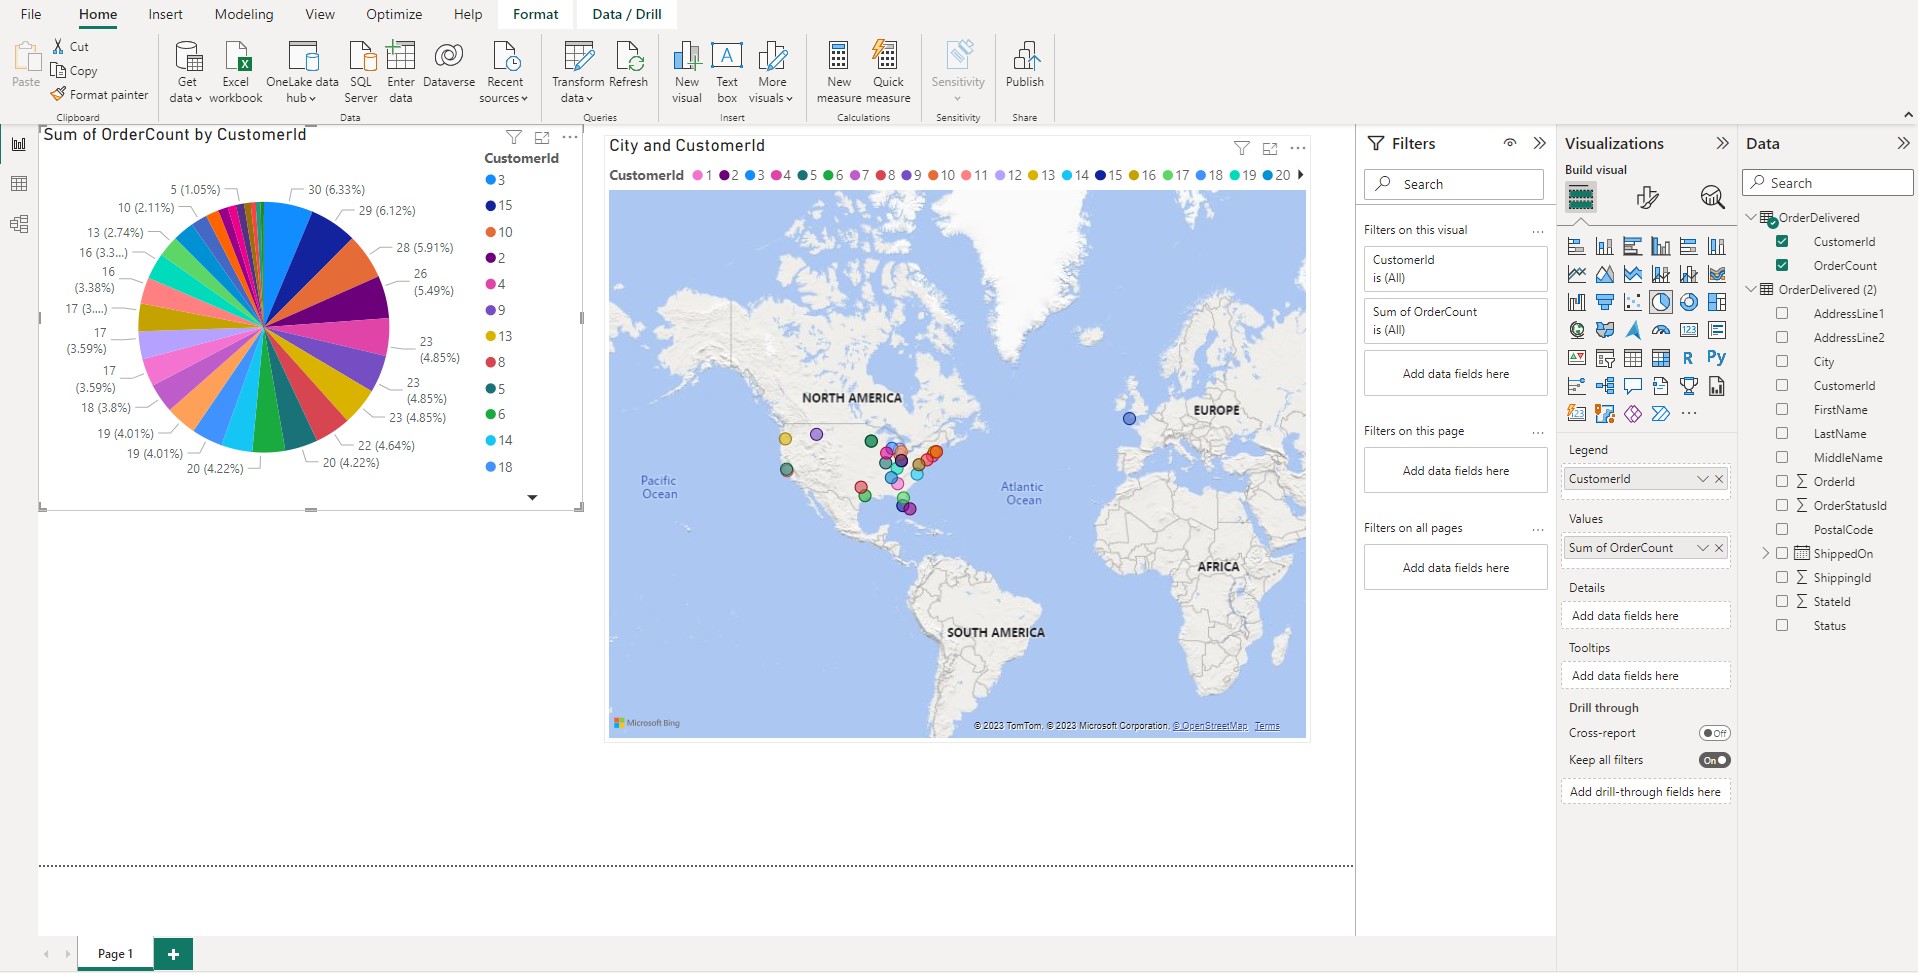 File Home Insert Modeling View Optimize Help Format Data / Drill
Paste
Cut
Copy
Format painter
Clipboard
Get data
Excel workbook
OneLake data hub
SQL Server
Enter data
Dataverse
Recent sources
Data
Transform data
Refresh
Queries
New visual
Text box
More visuals
Insert
New measure
Quick measure
Calculations
Sensitivity
Sensitivity
Publish
Share
Sum of OrderCount by CustomerId
30 (6.33%)
29 (6.12%)
28 (5.91%)
26
(5.49%)
23
(4.85%)
23
(4.85%)
23 (4.85%)
22 (4.64%)
20 (4.22%)
20 (4.22%)
19 (4.01%)
19 (4.01%)
18 (3.8%)
17
(3.59%)
17
(3.59%)
17 (3....)
16
(3.38%)
16 (3.3...)
13 (2.74%)
10 (2.11%)
5 (1.05%)
CustomerId
3
15
10
2
4
9
13
8
5
6
14
18
City and CustomerId
CustomerId 1 2 3 4 5 6 7 8 9 10 11 12 13 14 15 16 17 18 19 20
NORTH AMERICA
EUROPE
Pacific
Ocean
Atlantic
Ocean
AFRICA
SOUTH AMERICA
Microsoft Bing
© 2023 TomTom, © 2023 Microsoft Corporation, © OpenStreetMap Terms
Filters
Search
Filters on this visual
CustomerId
is (All)
Sum of OrderCount
is (All)
Add data fields here
Filters on this page
Add data fields here
Filters on all pages
Add data fields here
Visualizations
Build visual
123
R
Py
123
Legend
CustomerId
Values
Sum of OrderCount
Details
Add data fields here
Tooltips
Add data fields here
Drill through
Cross-report Off
Keep all filters On
Add drill-through fields here
Data
Search
OrderDelivered
CustomerId
OrderCount
OrderDelivered (2)
AddressLine1
AddressLine2
City
CustomerId
FirstName
LastName
MiddleName
OrderId
OrderStatusId
PostalCode
ShippedOn
ShippingId
StateId
Status
Page 1